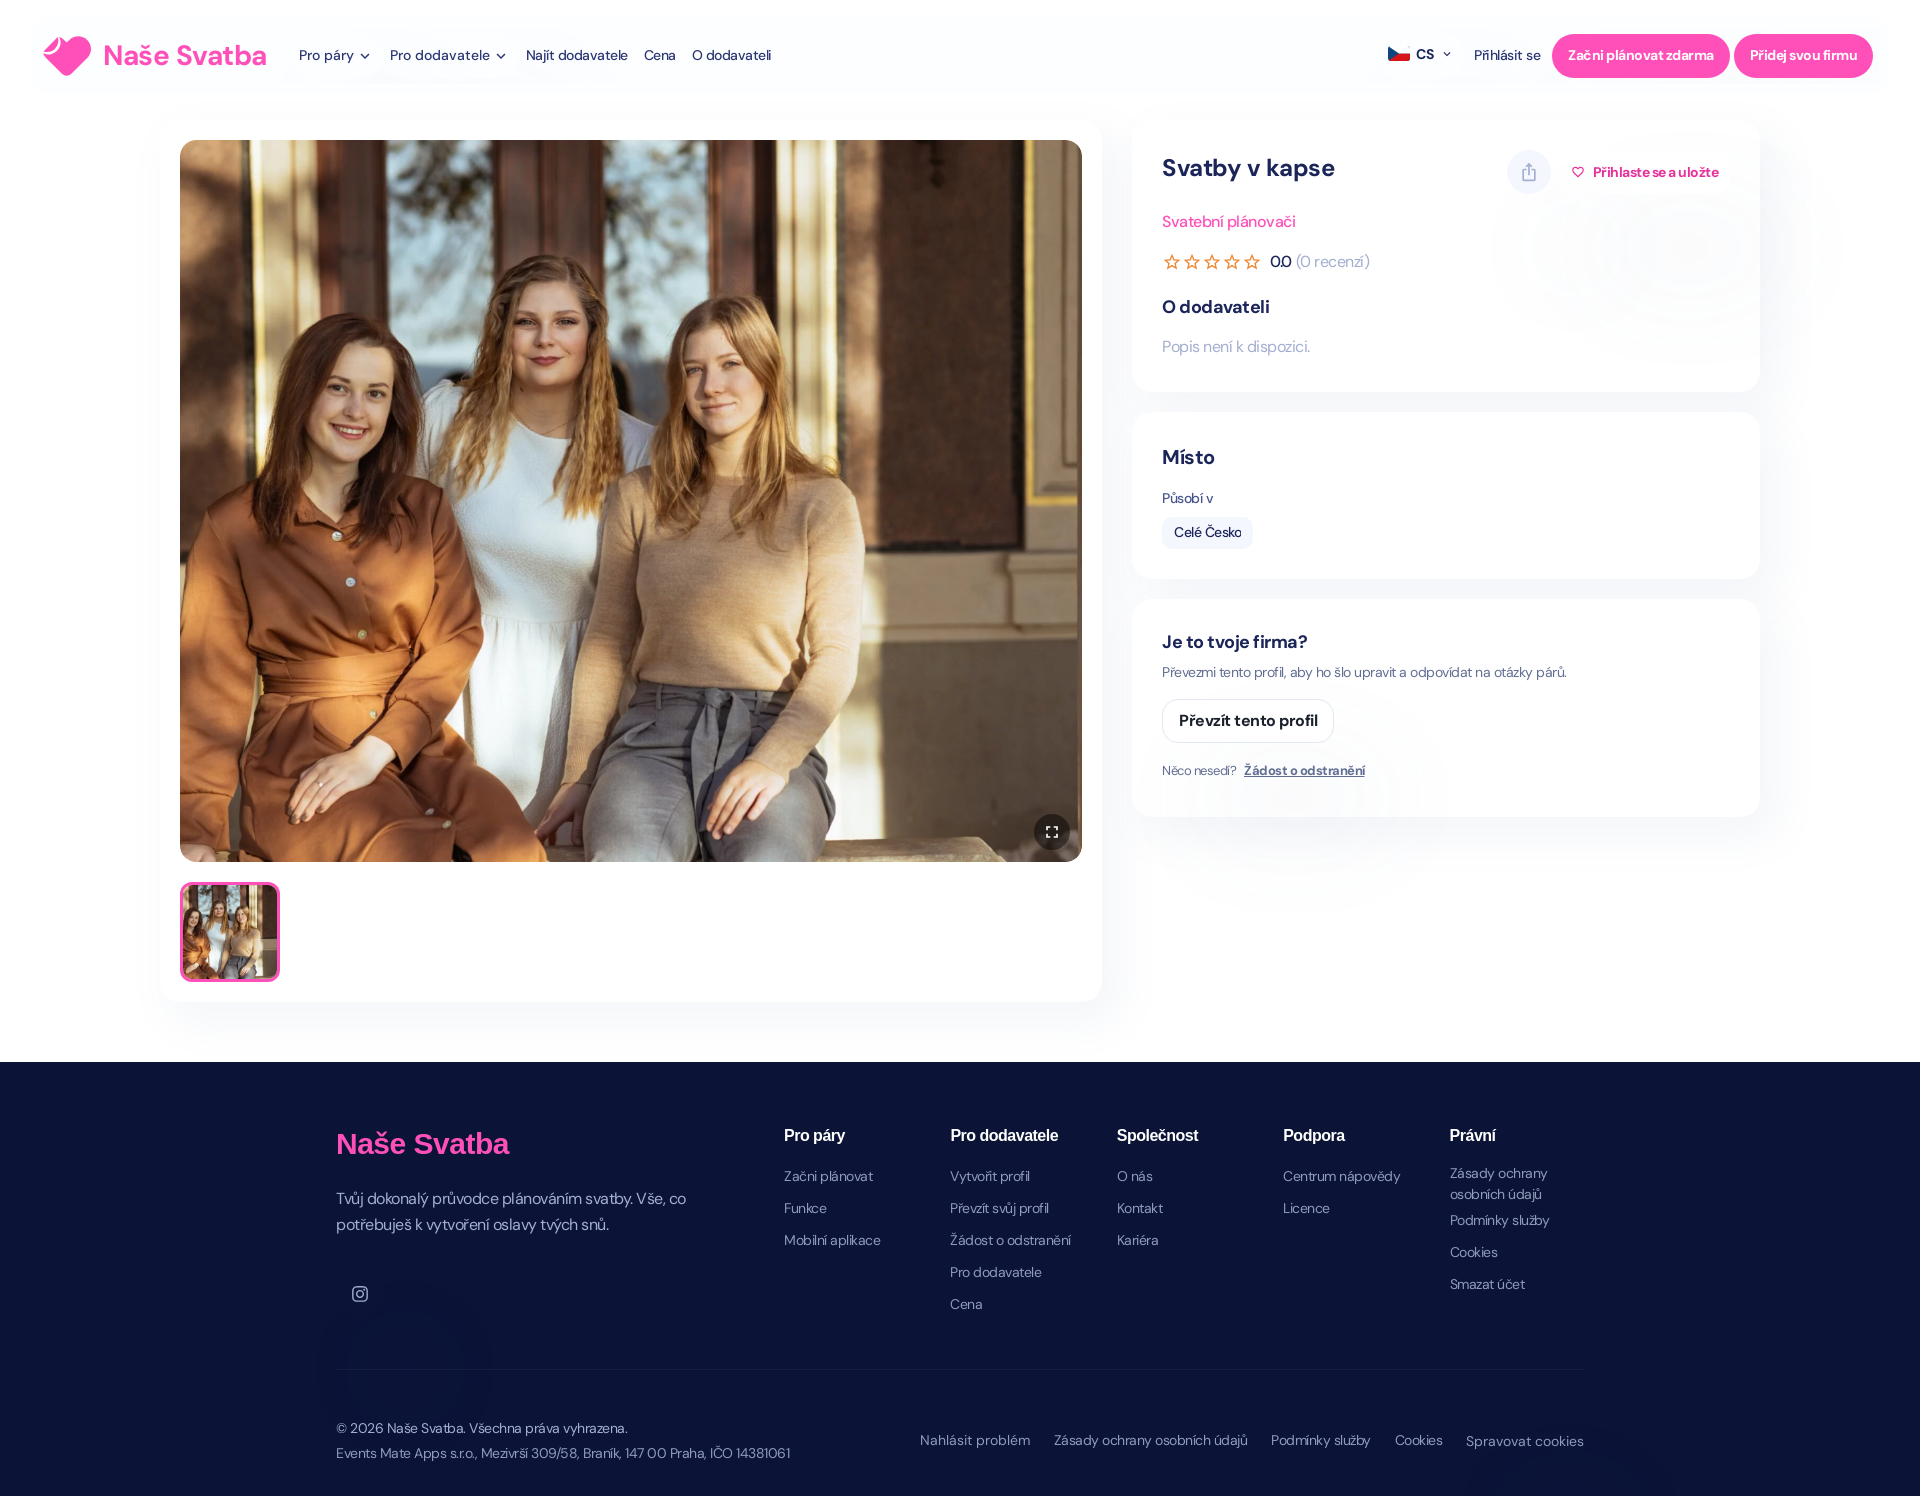 Naše Svatba
Pro páry
Pro dodavatele
Najít dodavatele
Cena
O dodavateli
CS
Přihlásit se
Začni plánovat zdarma
Přidej svou firmu
Svatby v kapse
Přihlaste se a uložte
Svatební plánovači
0.0 (0 recenzí)
O dodavateli
Popis není k dispozici.
Místo
Působí v
Celé Česko
Je to tvoje firma?
Převezmi tento profil, aby ho šlo upravit a odpovídat na otázky párů.
Převzít tento profil
Něco nesedí? Žádost o odstranění
Naše Svatba
Tvůj dokonalý průvodce plánováním svatby. Vše, co
potřebuješ k vytvoření oslavy tvých snů.
Pro páry
Začni plánovat
Funkce
Mobilní aplikace
Pro dodavatele
Vytvořit profil
Převzít svůj profil
Žádost o odstranění
Pro dodavatele
Cena
Společnost
O nás
Kontakt
Kariéra
Podpora
Centrum nápovědy
Licence
Právní
Zásady ochrany
osobních údajů
Podmínky služby
Cookies
Smazat účet
© 2026 Naše Svatba. Všechna práva vyhrazena.
Events Mate Apps s.r.o., Mezivrší 309/58, Braník, 147 00 Praha, IČO 14381061
Nahlásit problém
Zásady ochrany osobních údajů
Podmínky služby
Cookies
Spravovat cookies